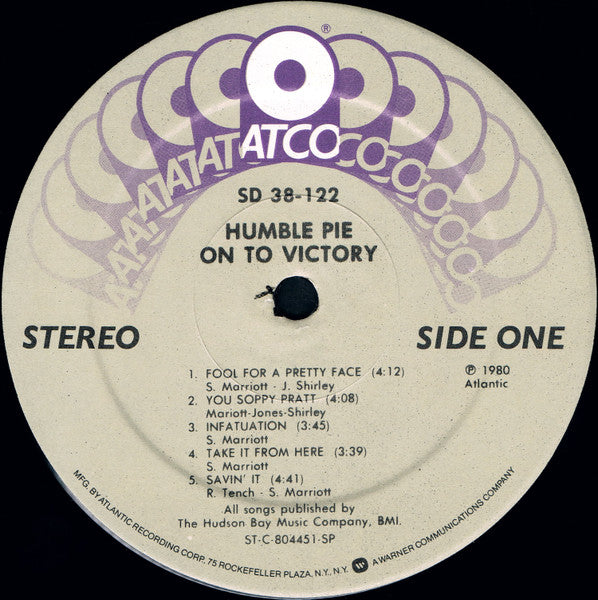 ®
ATCO
SD 38-122
HUMBLE PIE
ON TO VICTORY
STEREO
SIDE ONE
1. FOOL FOR A PRETTY FACE (4:12)
S. Marriott - J. Shirley
2. YOU SOPPY PRATT (4:08)
Mariott-Jones-Shirley
3. INFATUATION (3:45)
S. Marriott
4. TAKE IT FROM HERE (3:39)
S. Marriott
5. SAVIN' IT (4:41)
R. Tench - S. Marriott
℗ 1980
Atlantic
All songs published by
The Hudson Bay Music Company, BMI.
ST-C-804451-SP
MFG. BY ATLANTIC RECORDING CORP. 75 ROCKEFELLER PLAZA, N.Y., N.Y. A WARNER COMMUNICATIONS COMPANY